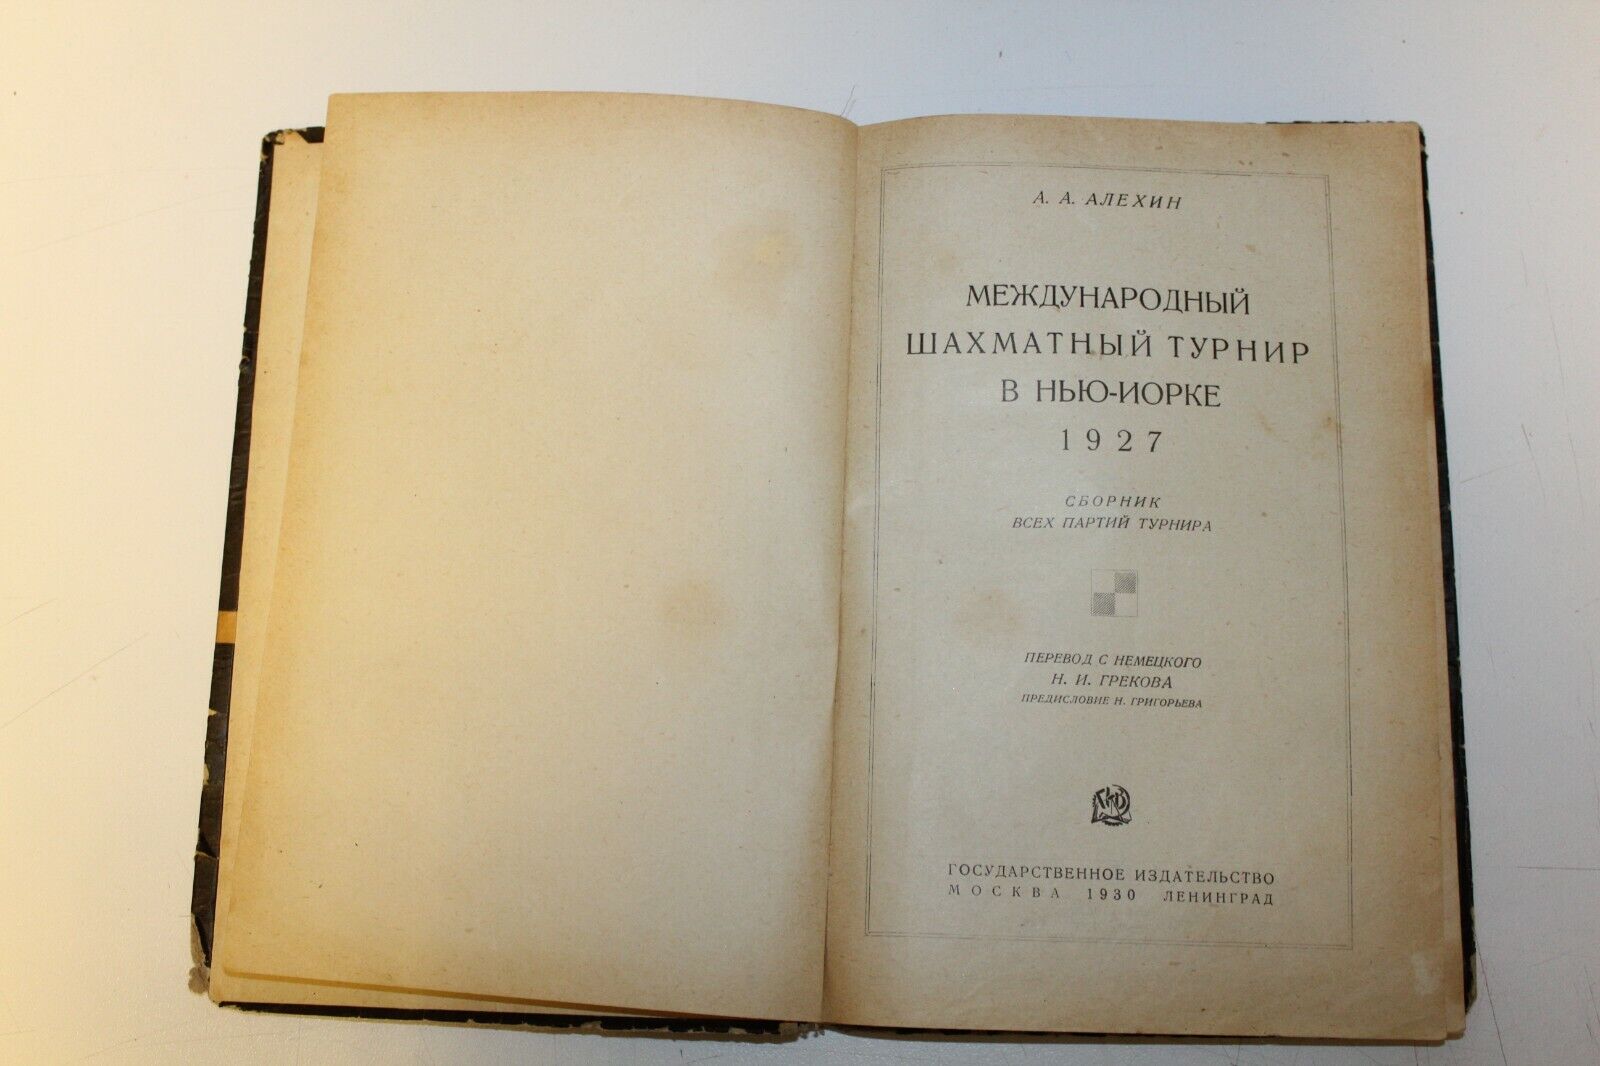 А. А. АЛЕХИН
МЕЖДУНАРОДНЫЙ
ШАХМАТНЫЙ ТУРНИР
В НЬЮ-ИОРКЕ
1927
СБОРНИК
ВСЕХ ПАРТИЙ ТУРНИРА
ПЕРЕВОД С НЕМЕЦКОГО
Н. И. ГРЕКОВА
ПРЕДИСЛОВИЕ Н. ГРИГОРЬЕВА
ГОСУДАРСТВЕННОЕ ИЗДАТЕЛЬСТВО
МОСКВА 1930 ЛЕНИНГРАД